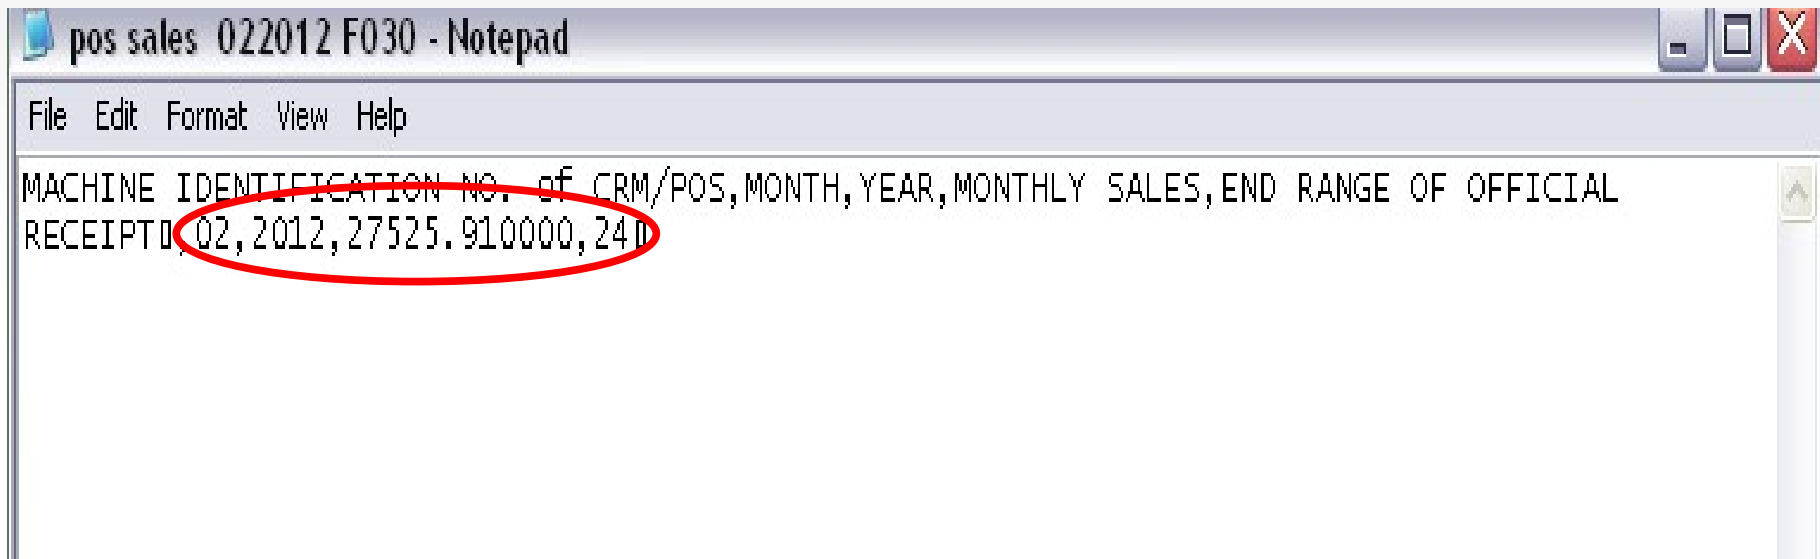 pos sales 022012 F030 - Notepad
File Edit Format View Help
MACHINE IDENTIFICATION NO. of CRM/POS,MONTH,YEAR,MONTHLY SALES,END RANGE OF OFFICIAL
RECEIPT▯,02,2012,27525.910000,24▯